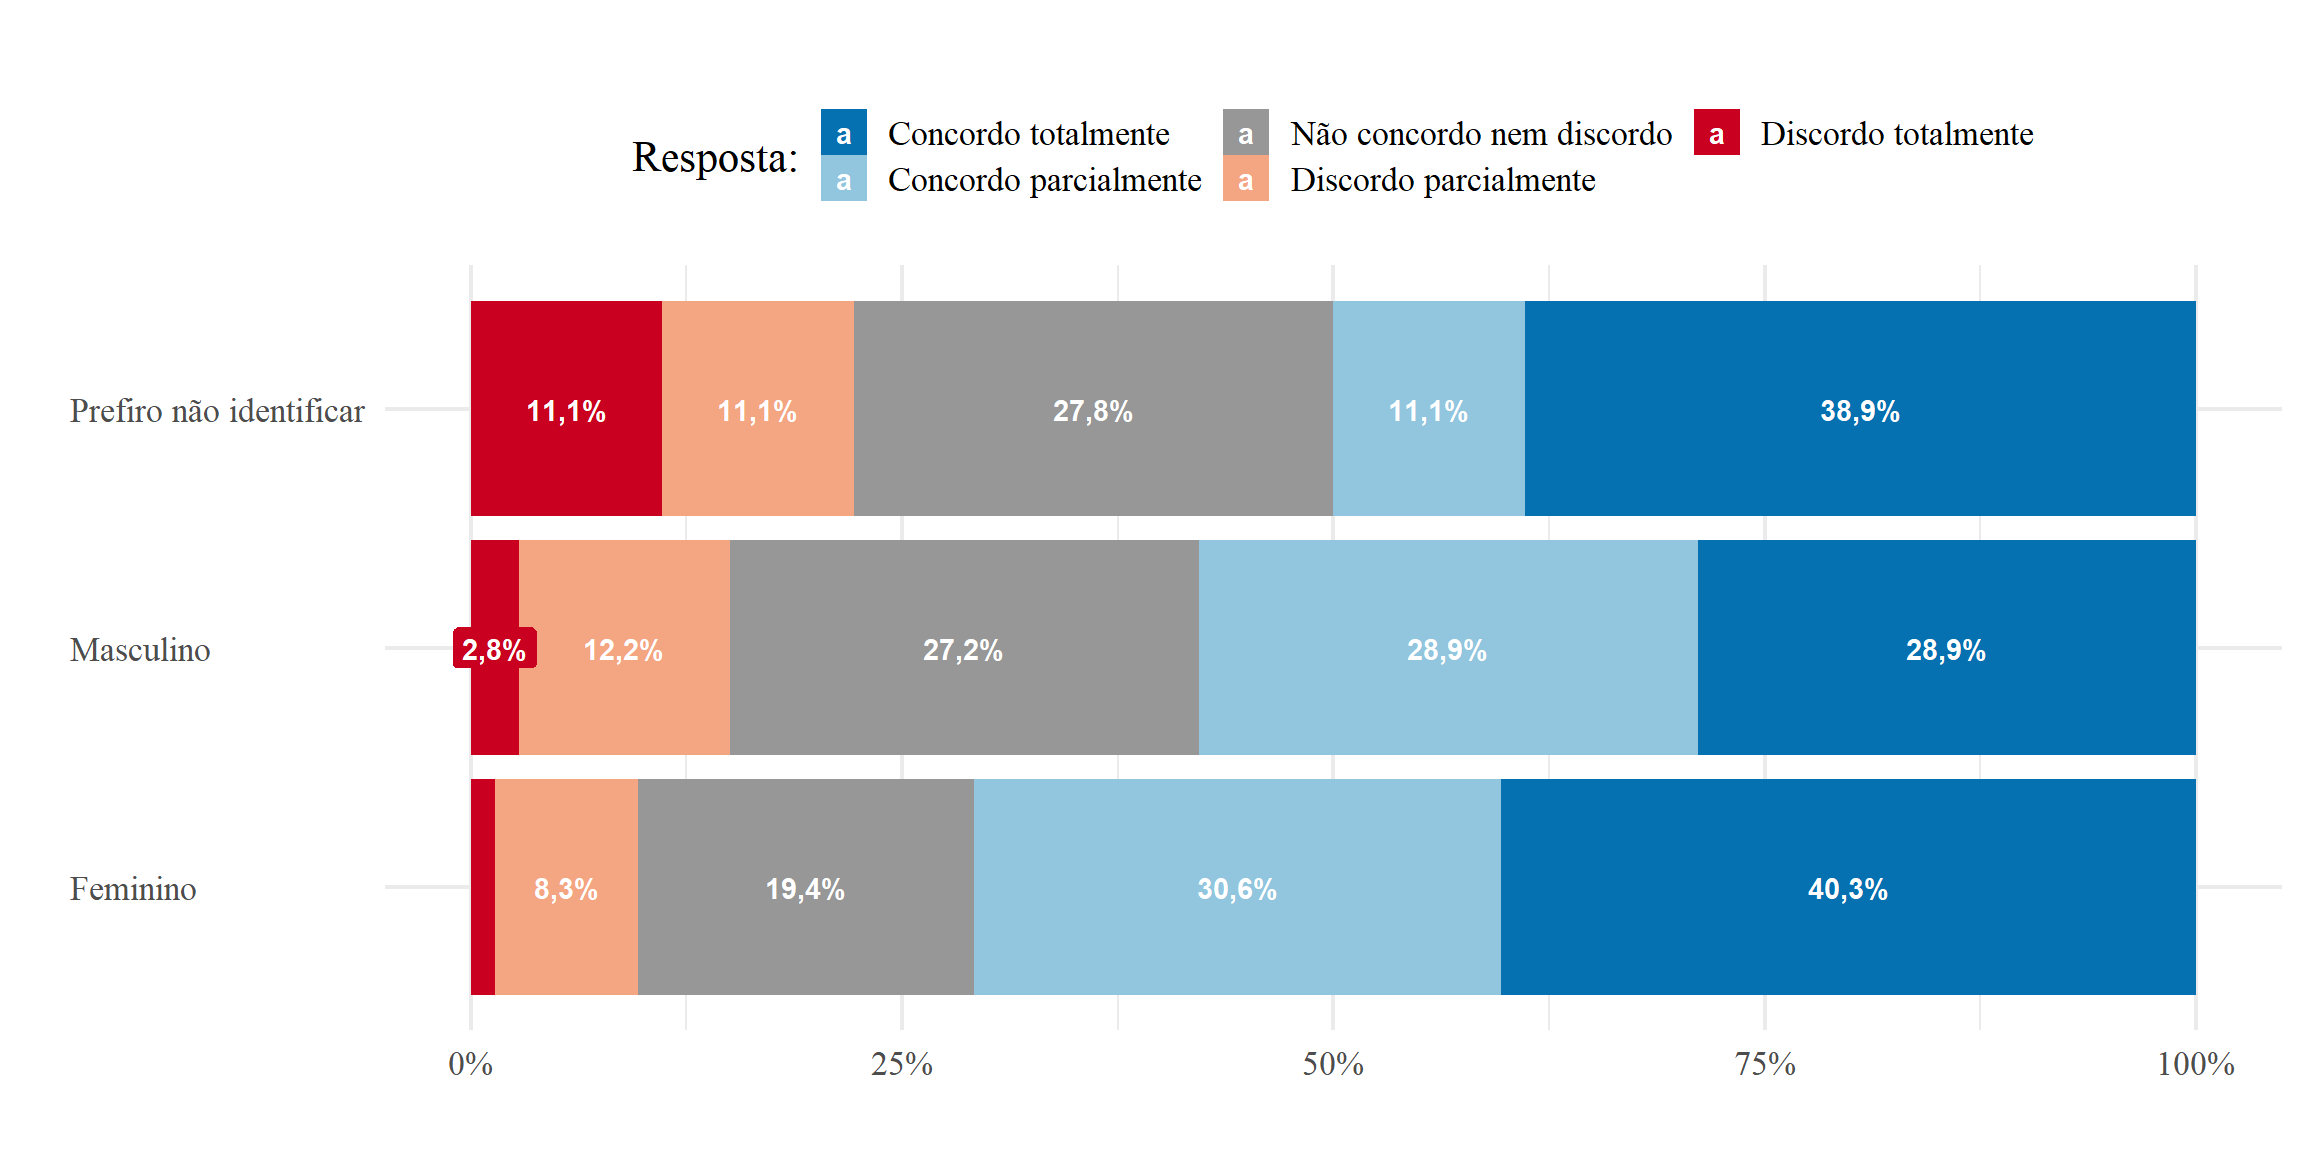 Resposta:
a Concordo totalmente a Não concordo nem discordo a Discordo totalmente
a Concordo parcialmente a Discordo parcialmente
Prefiro não identificar 11,1% 11,1% 27,8% 11,1% 38,9%
Masculino 2,8% 12,2% 27,2% 28,9% 28,9%
Feminino 8,3% 19,4% 30,6% 40,3%
0% 25% 50% 75% 100%